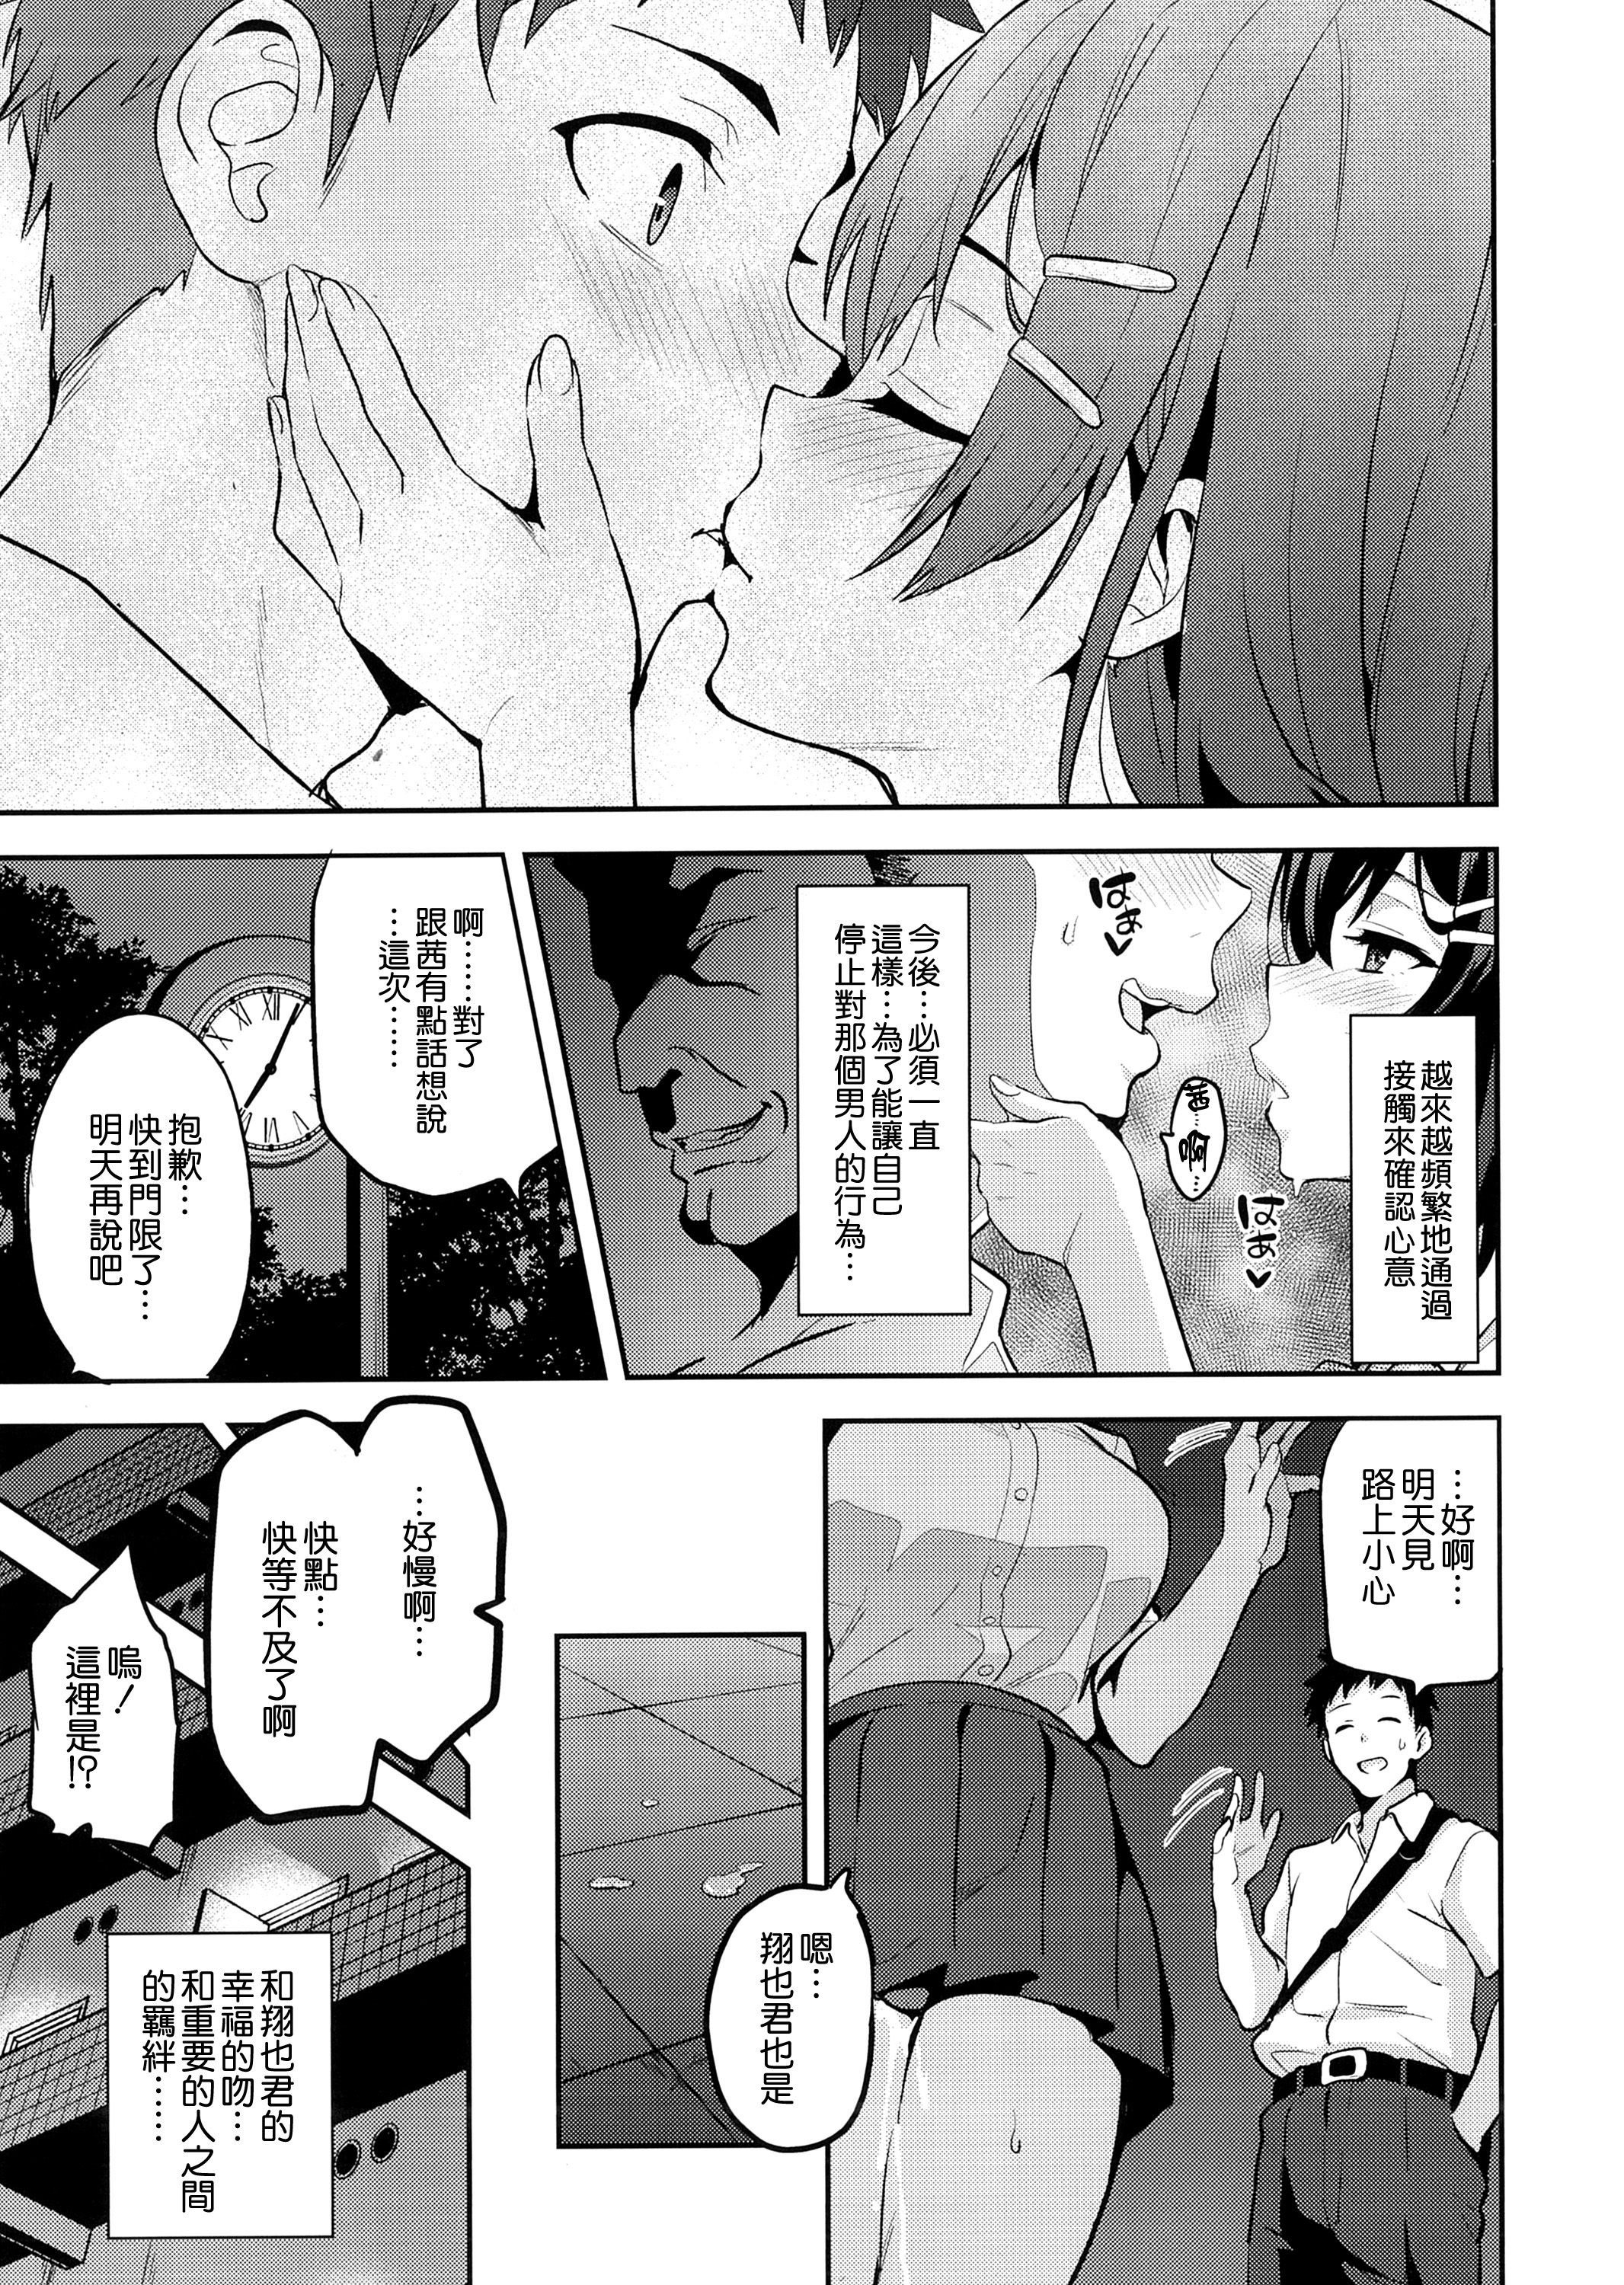 越來越頻繁地通過
接觸來確認心意
はぁ♥
茜…
啊…
はぁ♥
今後…必須一直
這樣…為了能讓自己
停止對那個男人的行為…
啊……對了
跟茜有點話想說
…這次……
抱歉…
快到門限了…
明天再說吧
…好啊…
明天見
路上小心
嗯…
翔也君也是
…好慢啊…
快點…
快等不及了啊
嗚！
這裡是!?
和翔也君的
幸福的吻…
和重要的人之間
的羈絆……